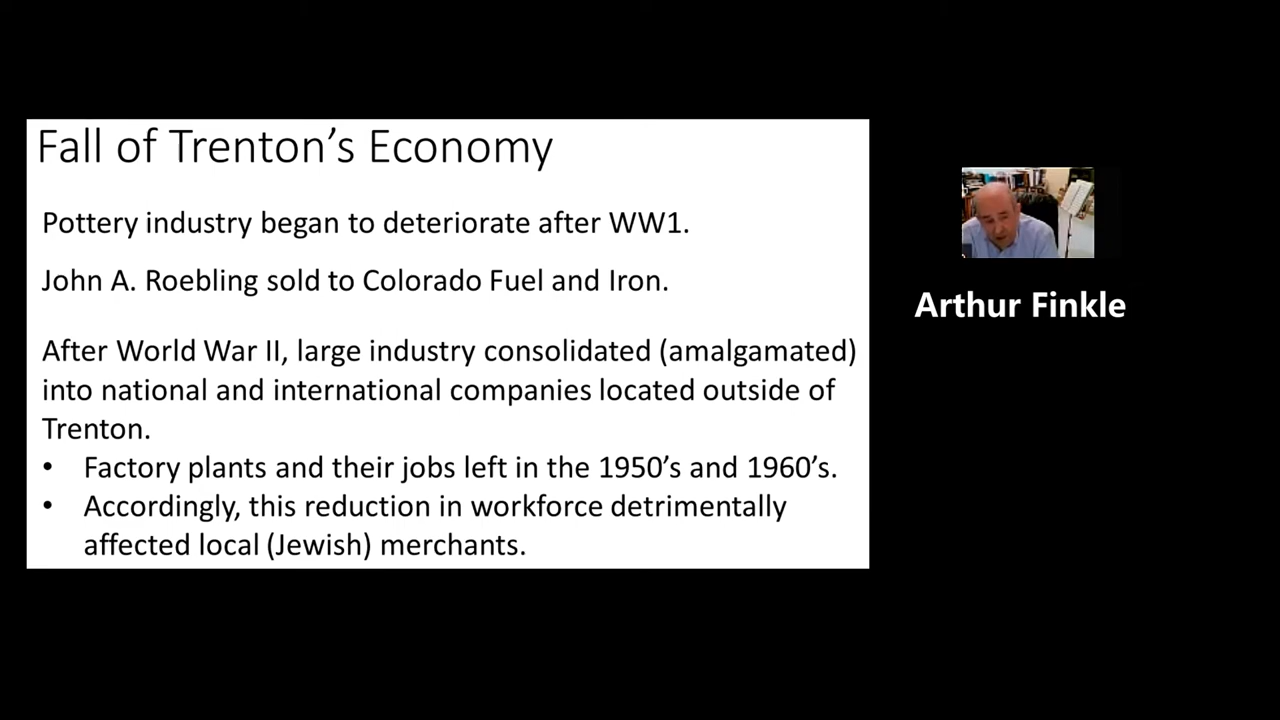 Fall of Trenton’s Economy
Pottery industry began to deteriorate after WW1.
John A. Roebling sold to Colorado Fuel and Iron.
After World War II, large industry consolidated (amalgamated)
into national and international companies located outside of
Trenton.
• Factory plants and their jobs left in the 1950’s and 1960’s.
• Accordingly, this reduction in workforce detrimentally
affected local (Jewish) merchants.
Arthur Finkle